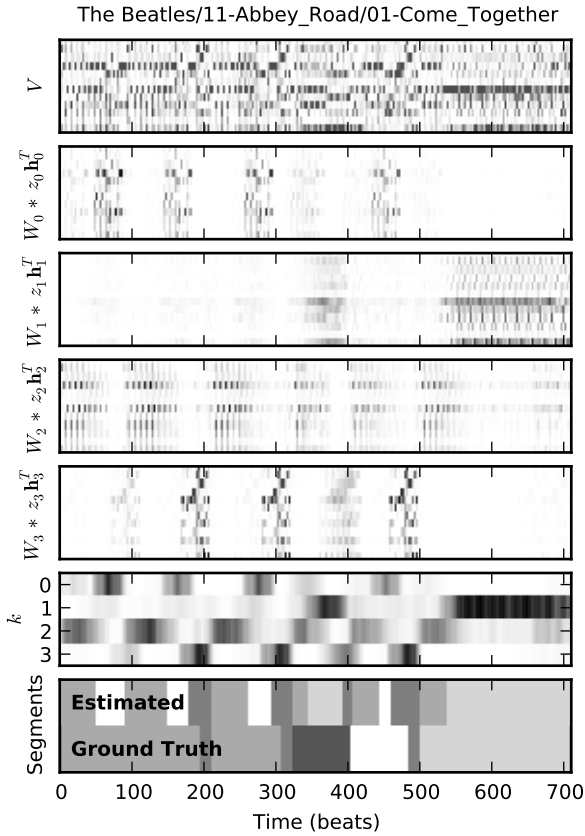 The Beatles/11-Abbey_Road/01-Come_Together
V
W₀ * z₀h₀ᵀ
W₁ * z₁h₁ᵀ
W₂ * z₂h₂ᵀ
W₃ * z₃h₃ᵀ
k
0
1
2
3
Segments
Estimated
Ground Truth
0 100 200 300 400 500 600 700
Time (beats)